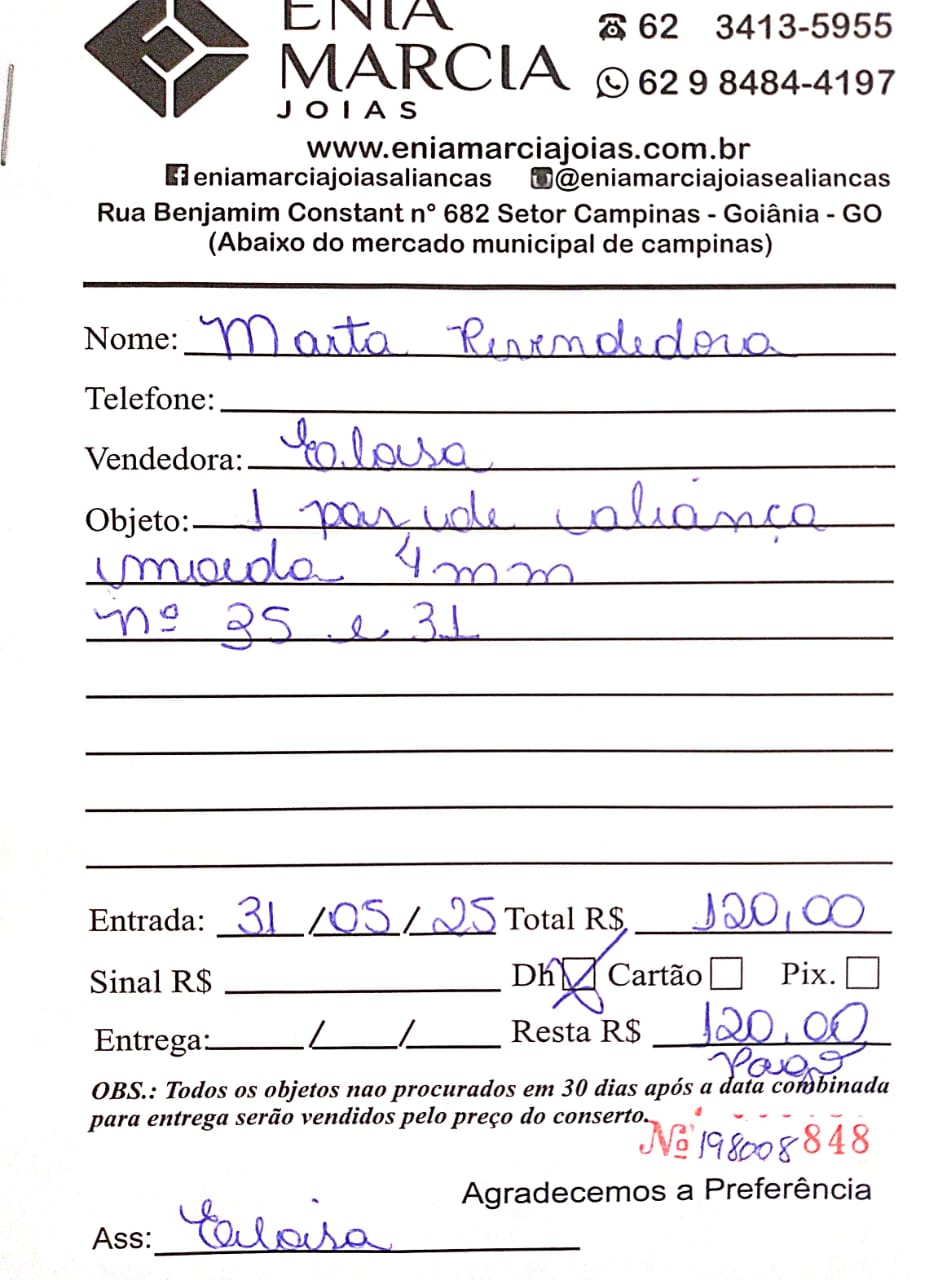 ENIA
MARCIA
JOIAS
62 3413-5955
62 9 8484-4197
www.eniamarciajoias.com.br
eniamarciajoiasaliancas @eniamarciajoiasealiancas
Rua Benjamim Constant n° 682 Setor Campinas - Goiânia - GO
(Abaixo do mercado municipal de campinas)
Nome: Marta Revendedora
Telefone:
Vendedora: Eloisa
Objeto: 1 par de aliança
4mm
nº 35 e 31
Entrada: 31/05/25 Total R$ 120,00
Sinal R$ Dh Cartão Pix.
Entrega: / / Resta R$ 120,00
Pago
OBS.: Todos os objetos nao procurados em 30 dias após a data combinada
para entrega serão vendidos pelo preço do conserto.
Nº 198008 848
Agradecemos a Preferência
Ass: Eloisa